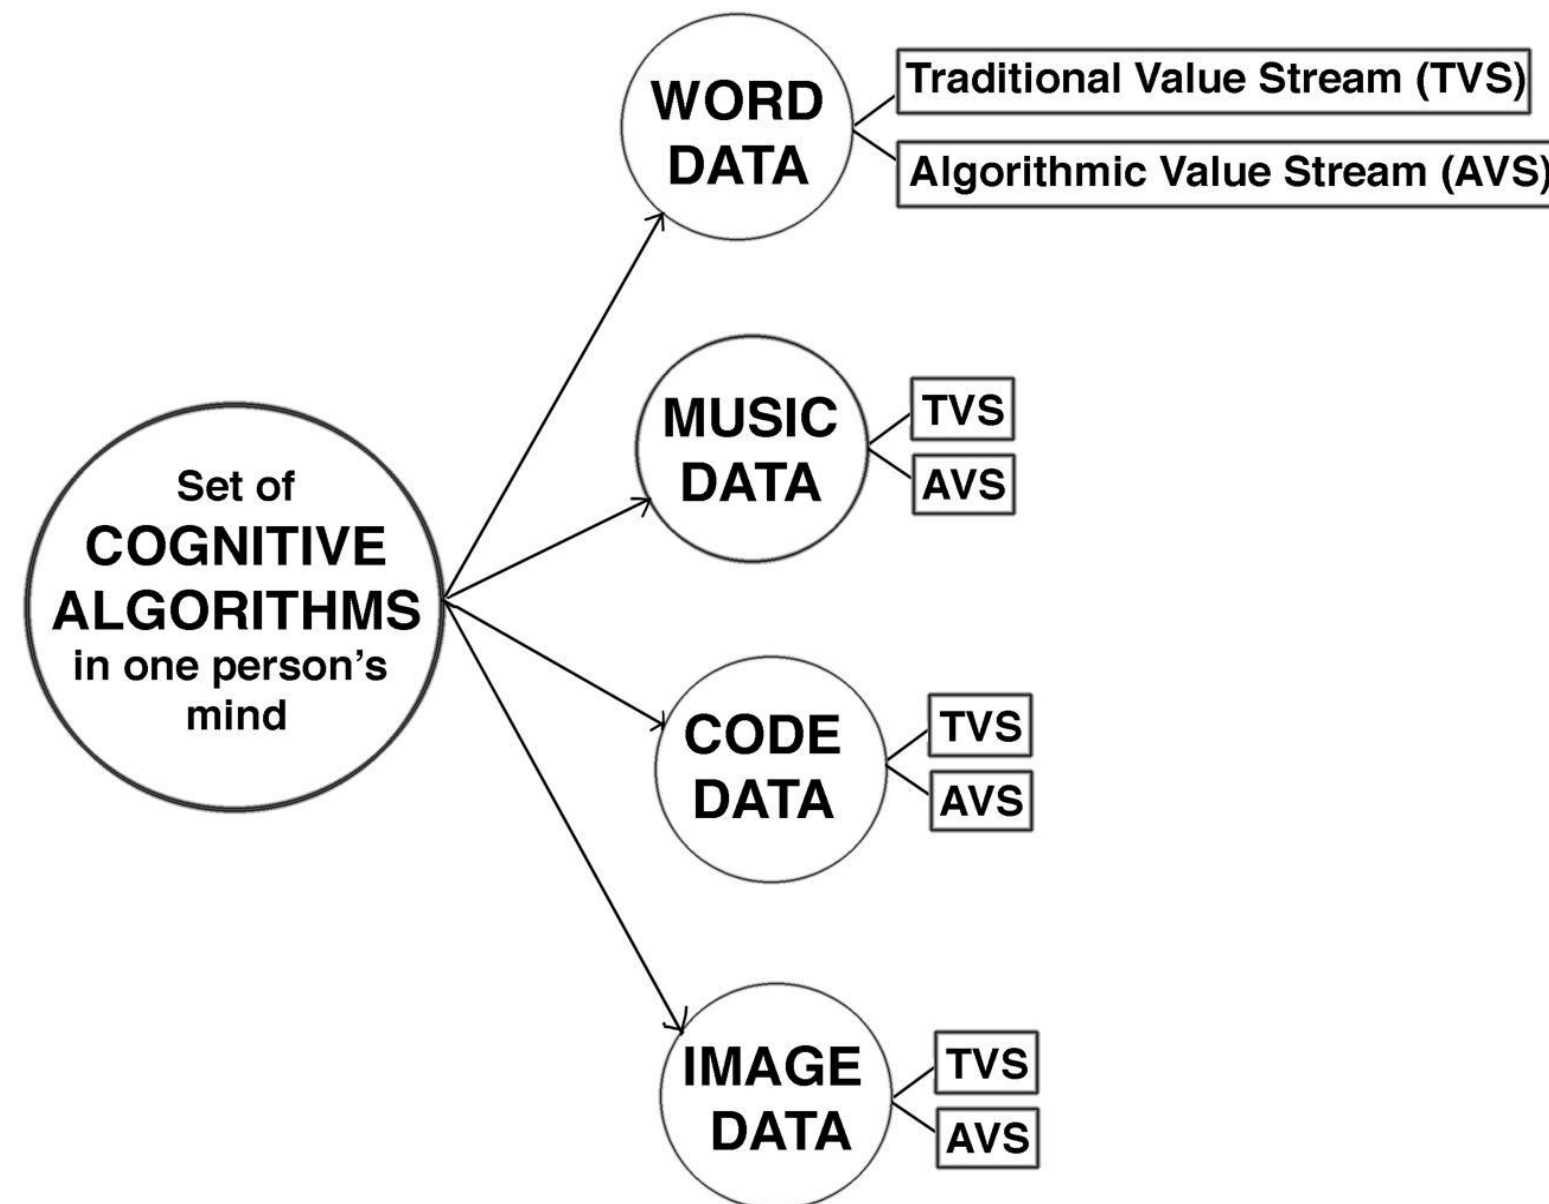 WORD
DATA
Traditional Value Stream (TVS)
Algorithmic Value Stream (AVS)
MUSIC
DATA
TVS
AVS
Set of
COGNITIVE
ALGORITHMS
in one person's
mind
CODE
DATA
TVS
AVS
IMAGE
DATA
TVS
AVS